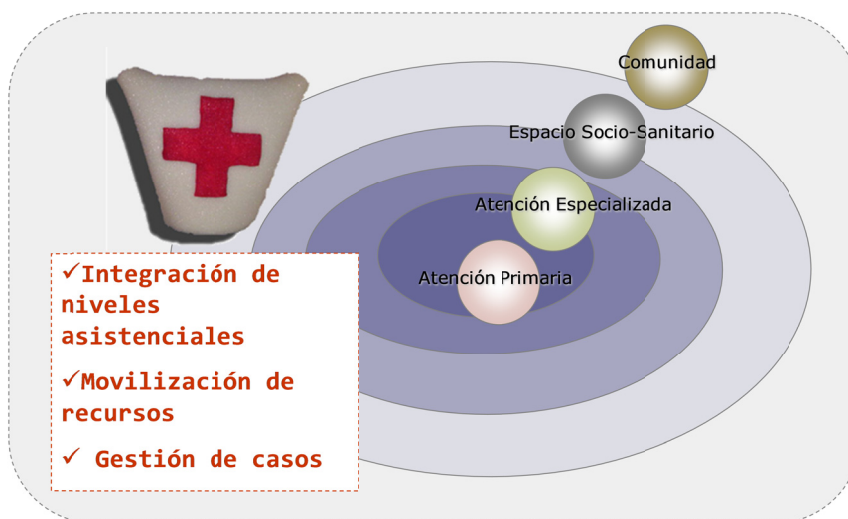 Comunidad
Espacio Socio-Sanitario
Atención Especializada
Atención Primaria
✓Integración de
niveles
asistenciales
✓Movilización de
recursos
✓ Gestión de casos